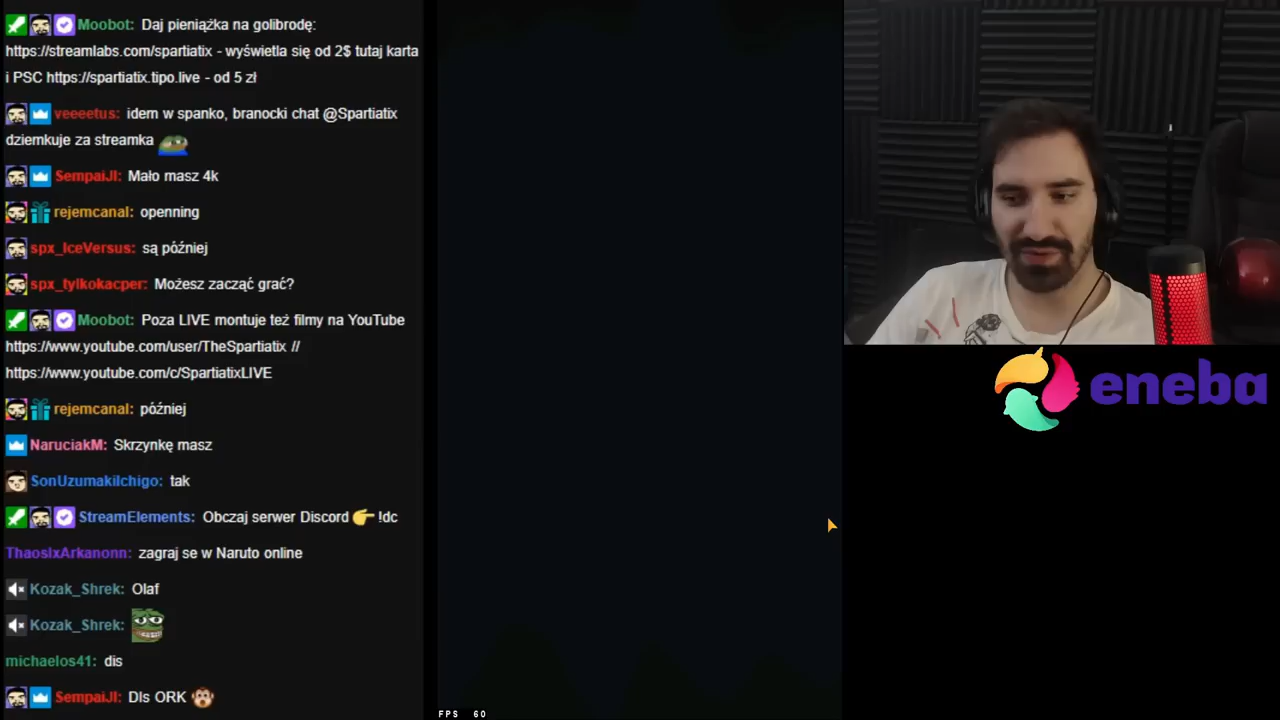 Moobot: Daj pieniążka na golibrodę:
https://streamlabs.com/spartiatix - wyświetla się od 2$ tutaj karta
i PSC https://spartiatix.tipo.live - od 5 zł
veeeetus: idem w spanko, branocki chat @Spartiatix
dziemkuje za streamka
SempaiJI: Mało masz 4k
rejemcanal: openning
spx_IceVersus: są później
spx_tylkokacper: Możesz zacząć grać?
Moobot: Poza LIVE montuje też filmy na YouTube
https://www.youtube.com/user/TheSpartiatix //
https://www.youtube.com/c/SpartiatixLIVE
rejemcanal: później
NaruciakM: Skrzynkę masz
SonUzumakiIchigo: tak
StreamElements: Obczaj serwer Discord 👉 !dc
ThaosIxArkanonn: zagraj se w Naruto online
Kozak_Shrek: Olaf
Kozak_Shrek:
michaelos41: dis
SempaiJI: DIs ORK 🙊
FPS 60
eneba